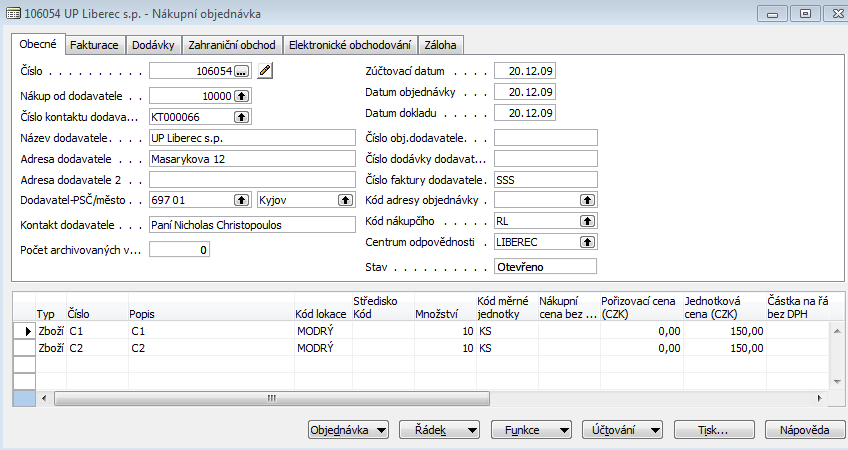 106054 UP Liberec s.p. - Nákupní objednávka
Obecné Fakturace Dodávky Zahraniční obchod Elektronické obchodování Záloha
Číslo . . . . . . . . . . 106054 ...
Nákup od dodavatele . . 10000
Číslo kontaktu dodava... KT000066
Název dodavatele . . . . UP Liberec s.p.
Adresa dodavatele . . . . Masarykova 12
Adresa dodavatele 2 . . .
Dodavatel-PSČ/město . . 697 01 Kyjov
Kontakt dodavatele . . . Paní Nicholas Christopoulos
Počet archivovaných v... 0
Zúčtovací datum . . . . 20.12.09
Datum objednávky . . . . 20.12.09
Datum dokladu . . . . . 20.12.09
Číslo obj.dodavatele. . .
Číslo dodávky dodavat...
Číslo faktury dodavatele. SSS
Kód adresy objednávky .
Kód nákupčího . . . . . RL
Centrum odpovědnosti . LIBEREC
Stav . . . . . . . . . . Otevřeno
Typ Číslo Popis Kód lokace Středisko Kód Množství Kód měrné jednotky Nákupní cena bez ... Pořizovací cena (CZK) Jednotková cena (CZK) Částka na řá bez DPH
Zboží C1 C1 MODRÝ 10 KS 0,00 150,00
Zboží C2 C2 MODRÝ 10 KS 0,00 150,00
Objednávka Řádek Funkce Účtování Tisk... Nápověda